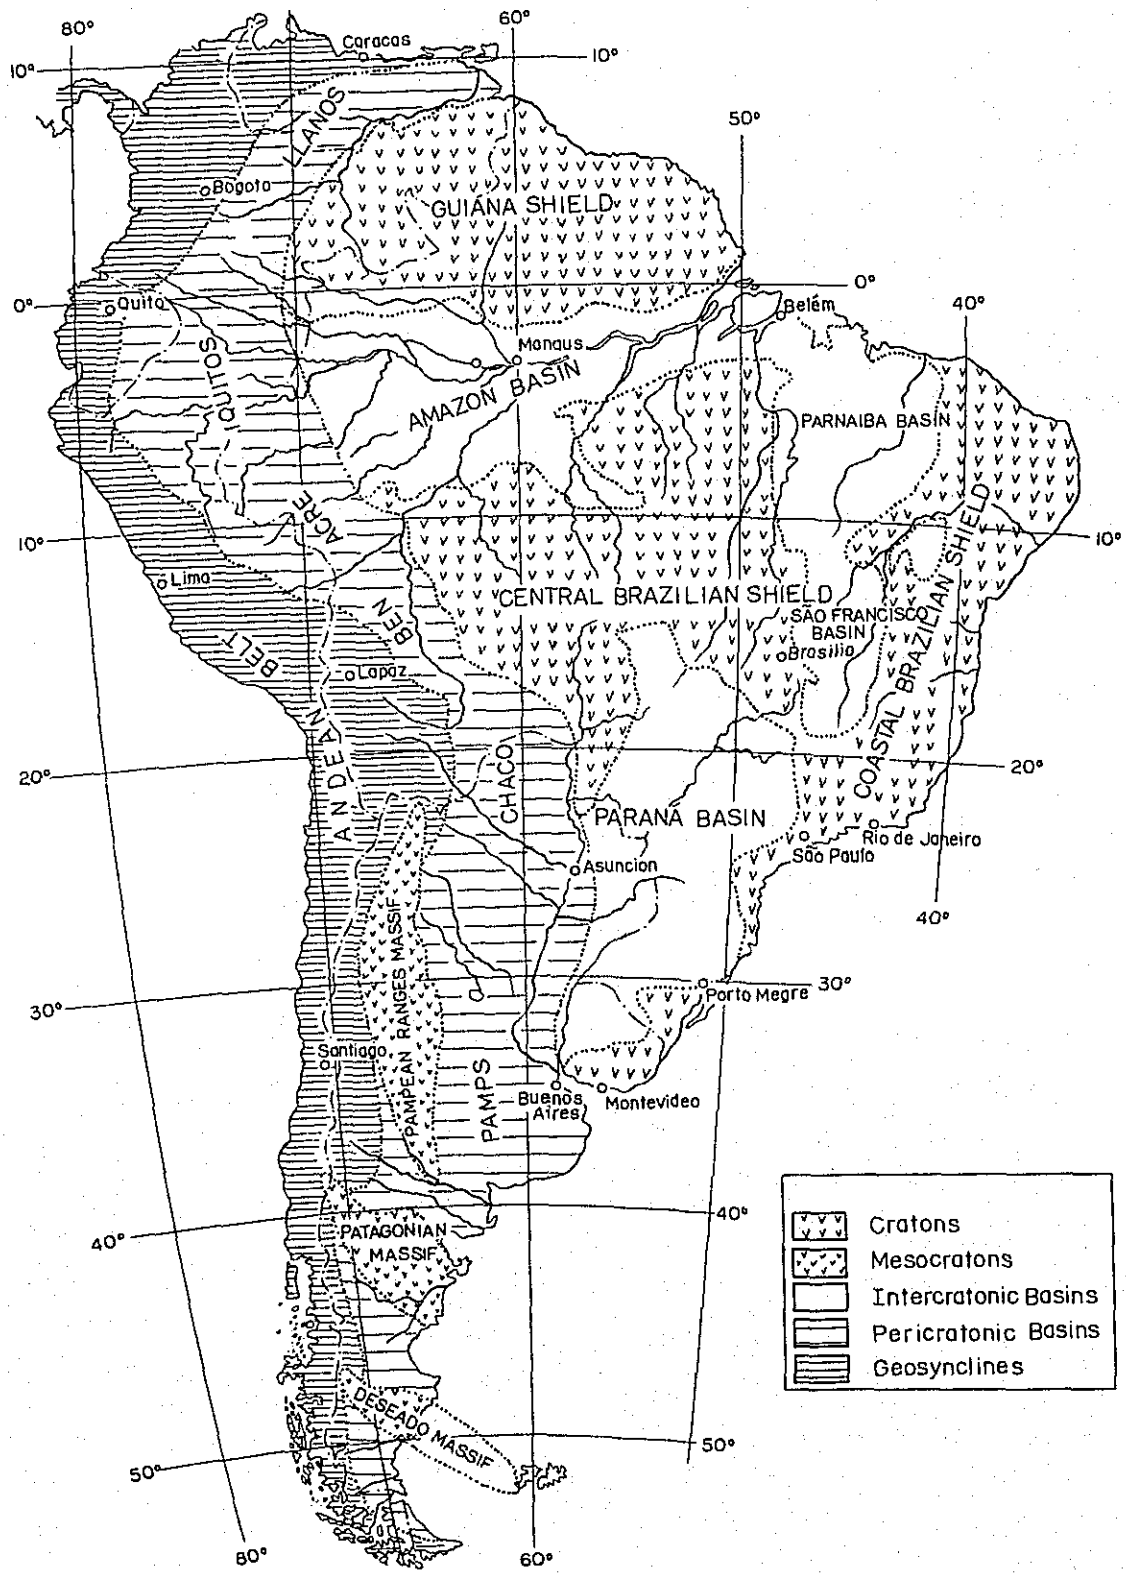 80°
60°
Caracas
10°
10°
50°
LLANOS
Bogota
GUIANA SHIELD
0°
Quito
0°
Belém
40°
IQUITOS
Manaus
AMAZON BASIN
PARNAIBA BASIN
ACRE
10°
10°
Lima
CENTRAL BRAZILIAN SHIELD
BEN
SÃO FRANCISCO
BASIN
Brasilia
COASTAL BRAZILIAN SHIELD
ANDEAN BELT
Lapaz
20°
CHACO
20°
PARANA BASIN
Rio de Janeiro
São Paulo
Asuncion
40°
PAMPEAN RANGES MASSIF
30°
Porto Megre
30°
Santiago
PAMPS
Buenos
Aires
Montevideo
40°
PATAGONIAN
MASSIF
40°
Cratons
Mesocratons
Intercratonic Basins
Pericratonic Basins
Geosynclines
DESEADO MASSIF
50°
50°
80°
60°